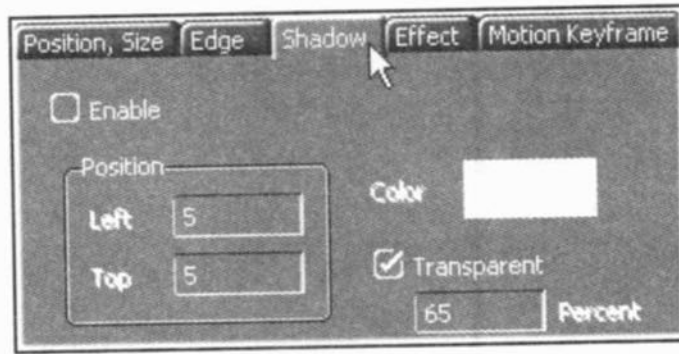 Position, Size Edge Shadow Effect Motion Keyframe
Enable
Position
Left 5
Top 5
Color
Transparent
65 Percent